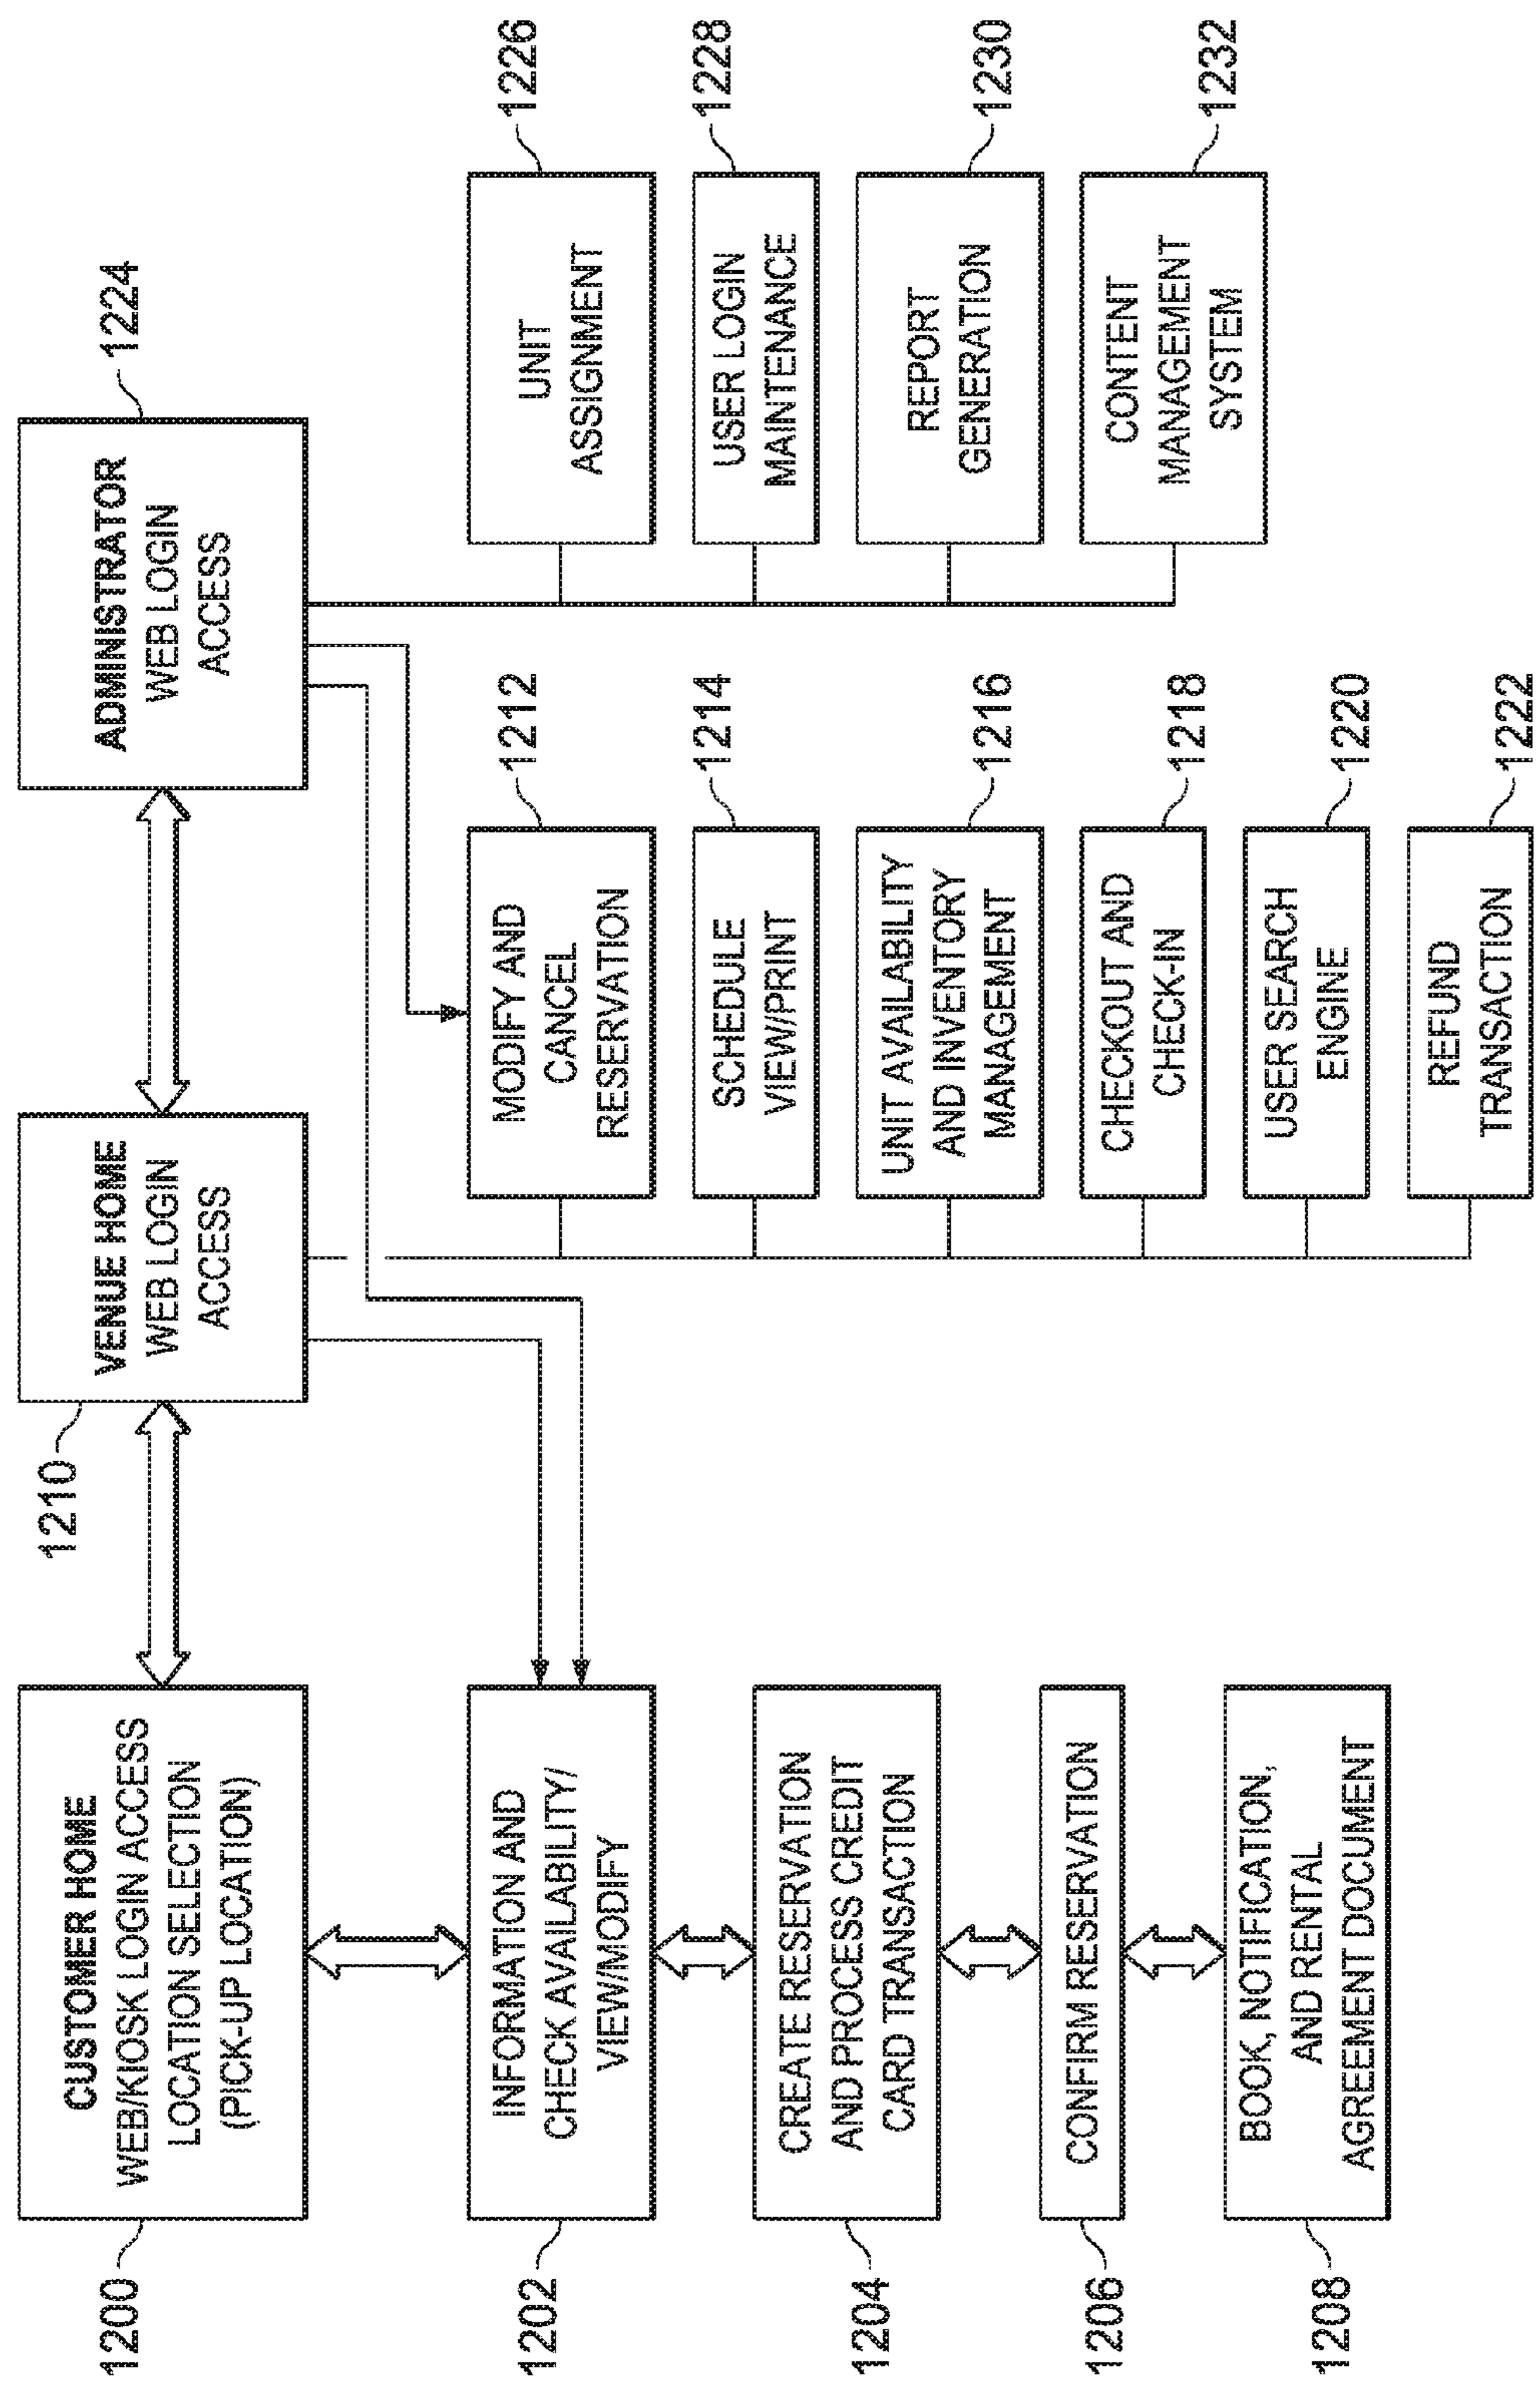 1200
CUSTOMER HOME
WEB/KIOSK LOGIN ACCESS
LOCATION SELECTION
(PICK-UP LOCATION)
1202
INFORMATION AND
CHECK AVAILABILITY/
VIEW/MODIFY
1204
CREATE RESERVATION
AND PROCESS CREDIT
CARD TRANSACTION
1206
CONFIRM RESERVATION
1208
BOOK, NOTIFICATION,
AND RENTAL
AGREEMENT DOCUMENT
1210
VENUE HOME
WEB LOGIN
ACCESS
MODIFY AND
CANCEL
RESERVATION
1212
SCHEDULE
VIEW/PRINT
1214
UNIT AVAILABILITY
AND INVENTORY
MANAGEMENT
1216
CHECKOUT AND
CHECK-IN
1218
USER SEARCH
ENGINE
1220
REFUND
TRANSACTION
1222
ADMINISTRATOR
WEB LOGIN
ACCESS
1224
UNIT
ASSIGNMENT
1226
USER LOGIN
MAINTENANCE
1228
REPORT
GENERATION
1230
CONTENT
MANAGEMENT
SYSTEM
1232